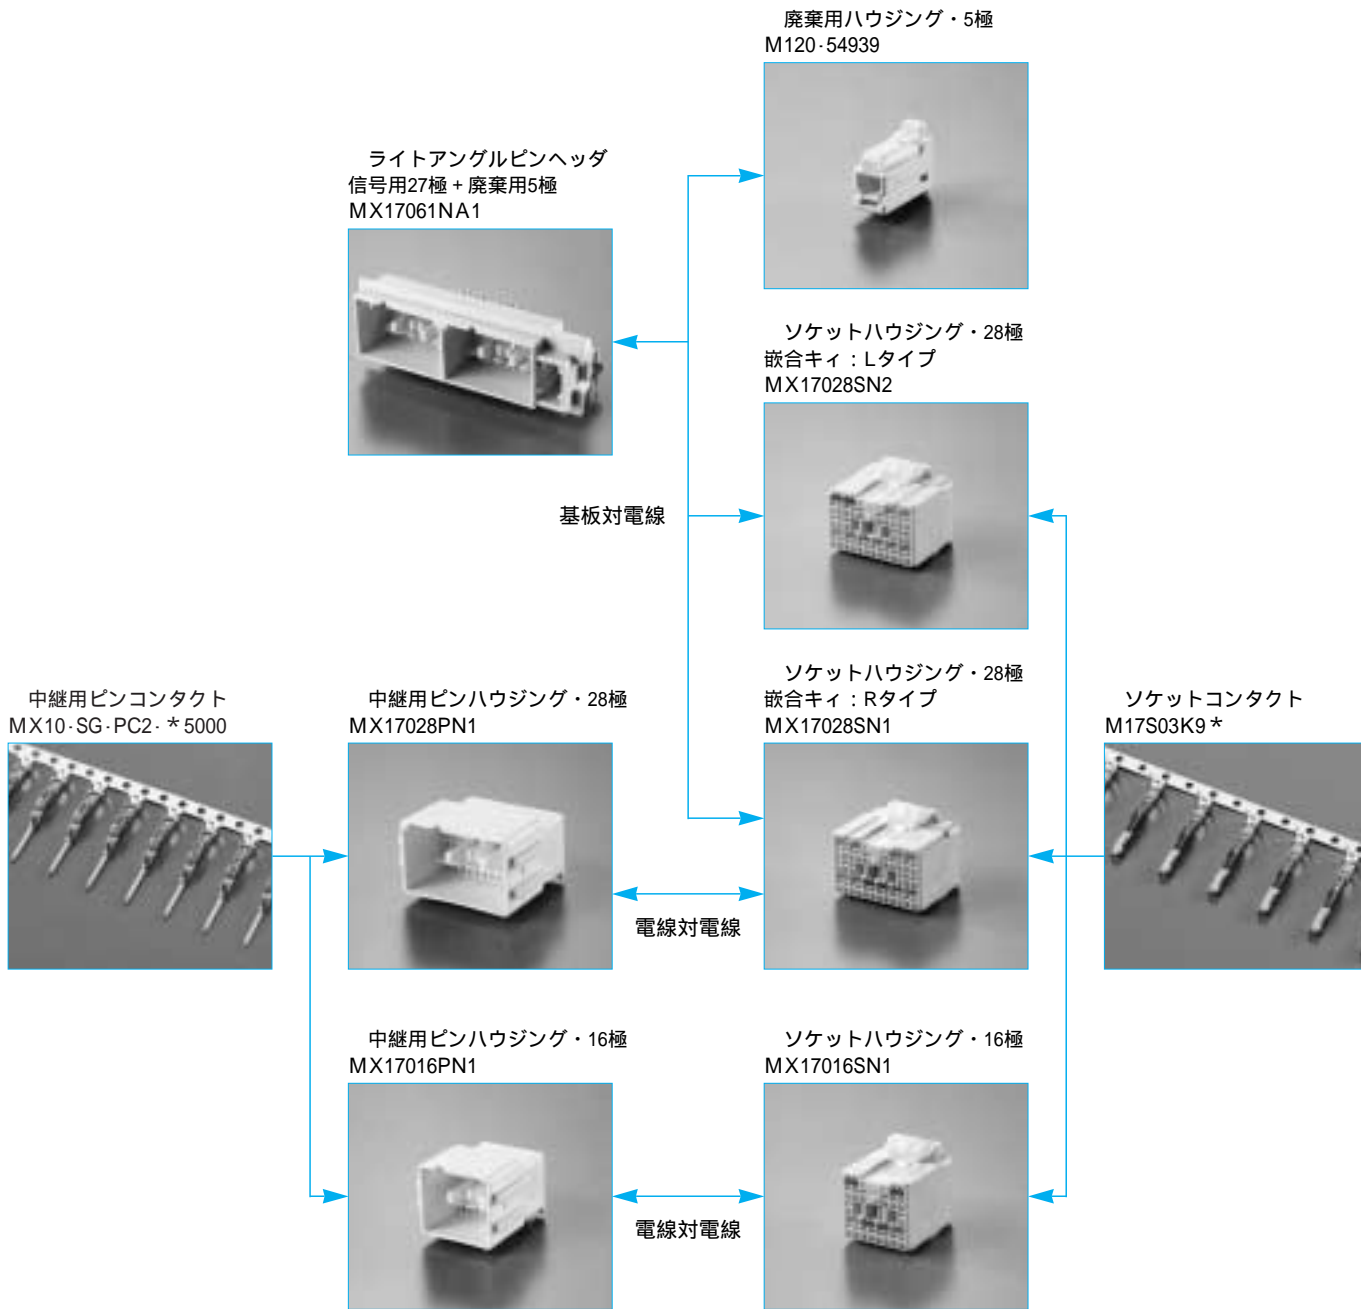 廃棄用ハウジング・5極
M120-54939
ライトアングルピンヘッダ
信号用27極+廃棄用5極
MX17061NA1
ソケットハウジング・28極
嵌合キィ:Lタイプ
MX17028SN2
基板対電線
中継用ピンコンタクト
MX10-SG-PC2-*5000
中継用ピンハウジング・28極
MX17028PN1
ソケットハウジング・28極
嵌合キィ:Rタイプ
MX17028SN1
ソケットコンタクト
M17S03K9*
電線対電線
中継用ピンハウジング・16極
MX17016PN1
ソケットハウジング・16極
MX17016SN1
電線対電線